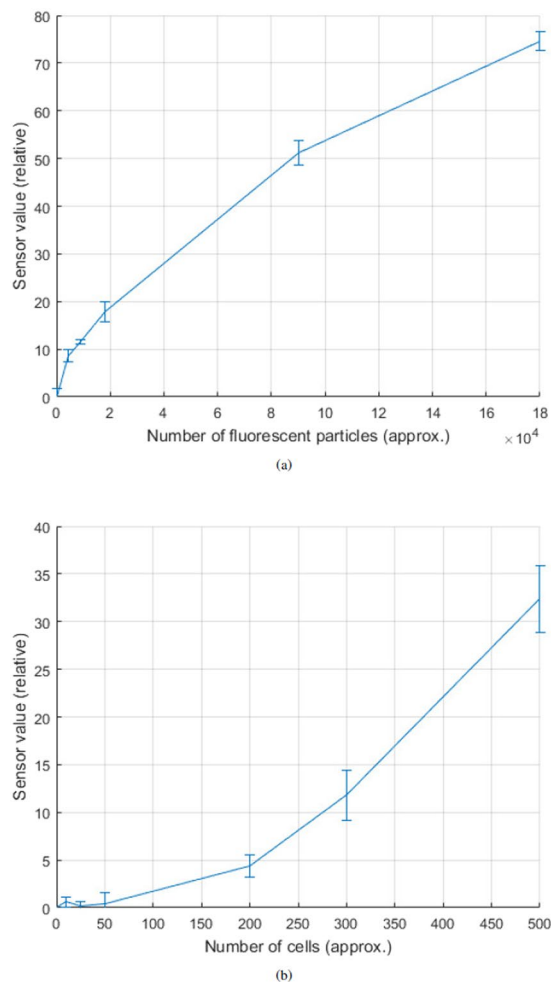 80
70
60
50
40
30
20
10
0
Sensor value (relative)
0 2 4 6 8 10 12 14 16 18
Number of fluorescent particles (approx.) ×10⁴
(a)
40
35
30
25
20
15
10
5
0
Sensor value (relative)
0 50 100 150 200 250 300 350 400 450 500
Number of cells (approx.)
(b)